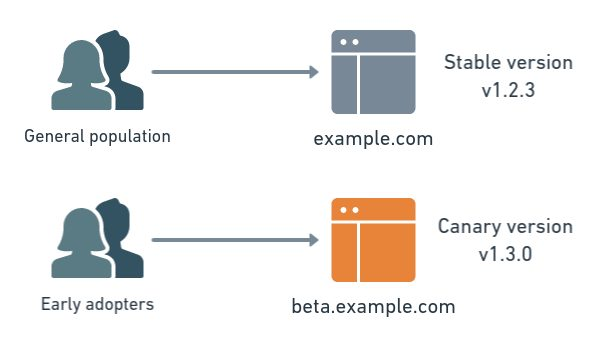 Stable version
v1.2.3
General population
example.com
Canary version
v1.3.0
Early adopters
beta.example.com